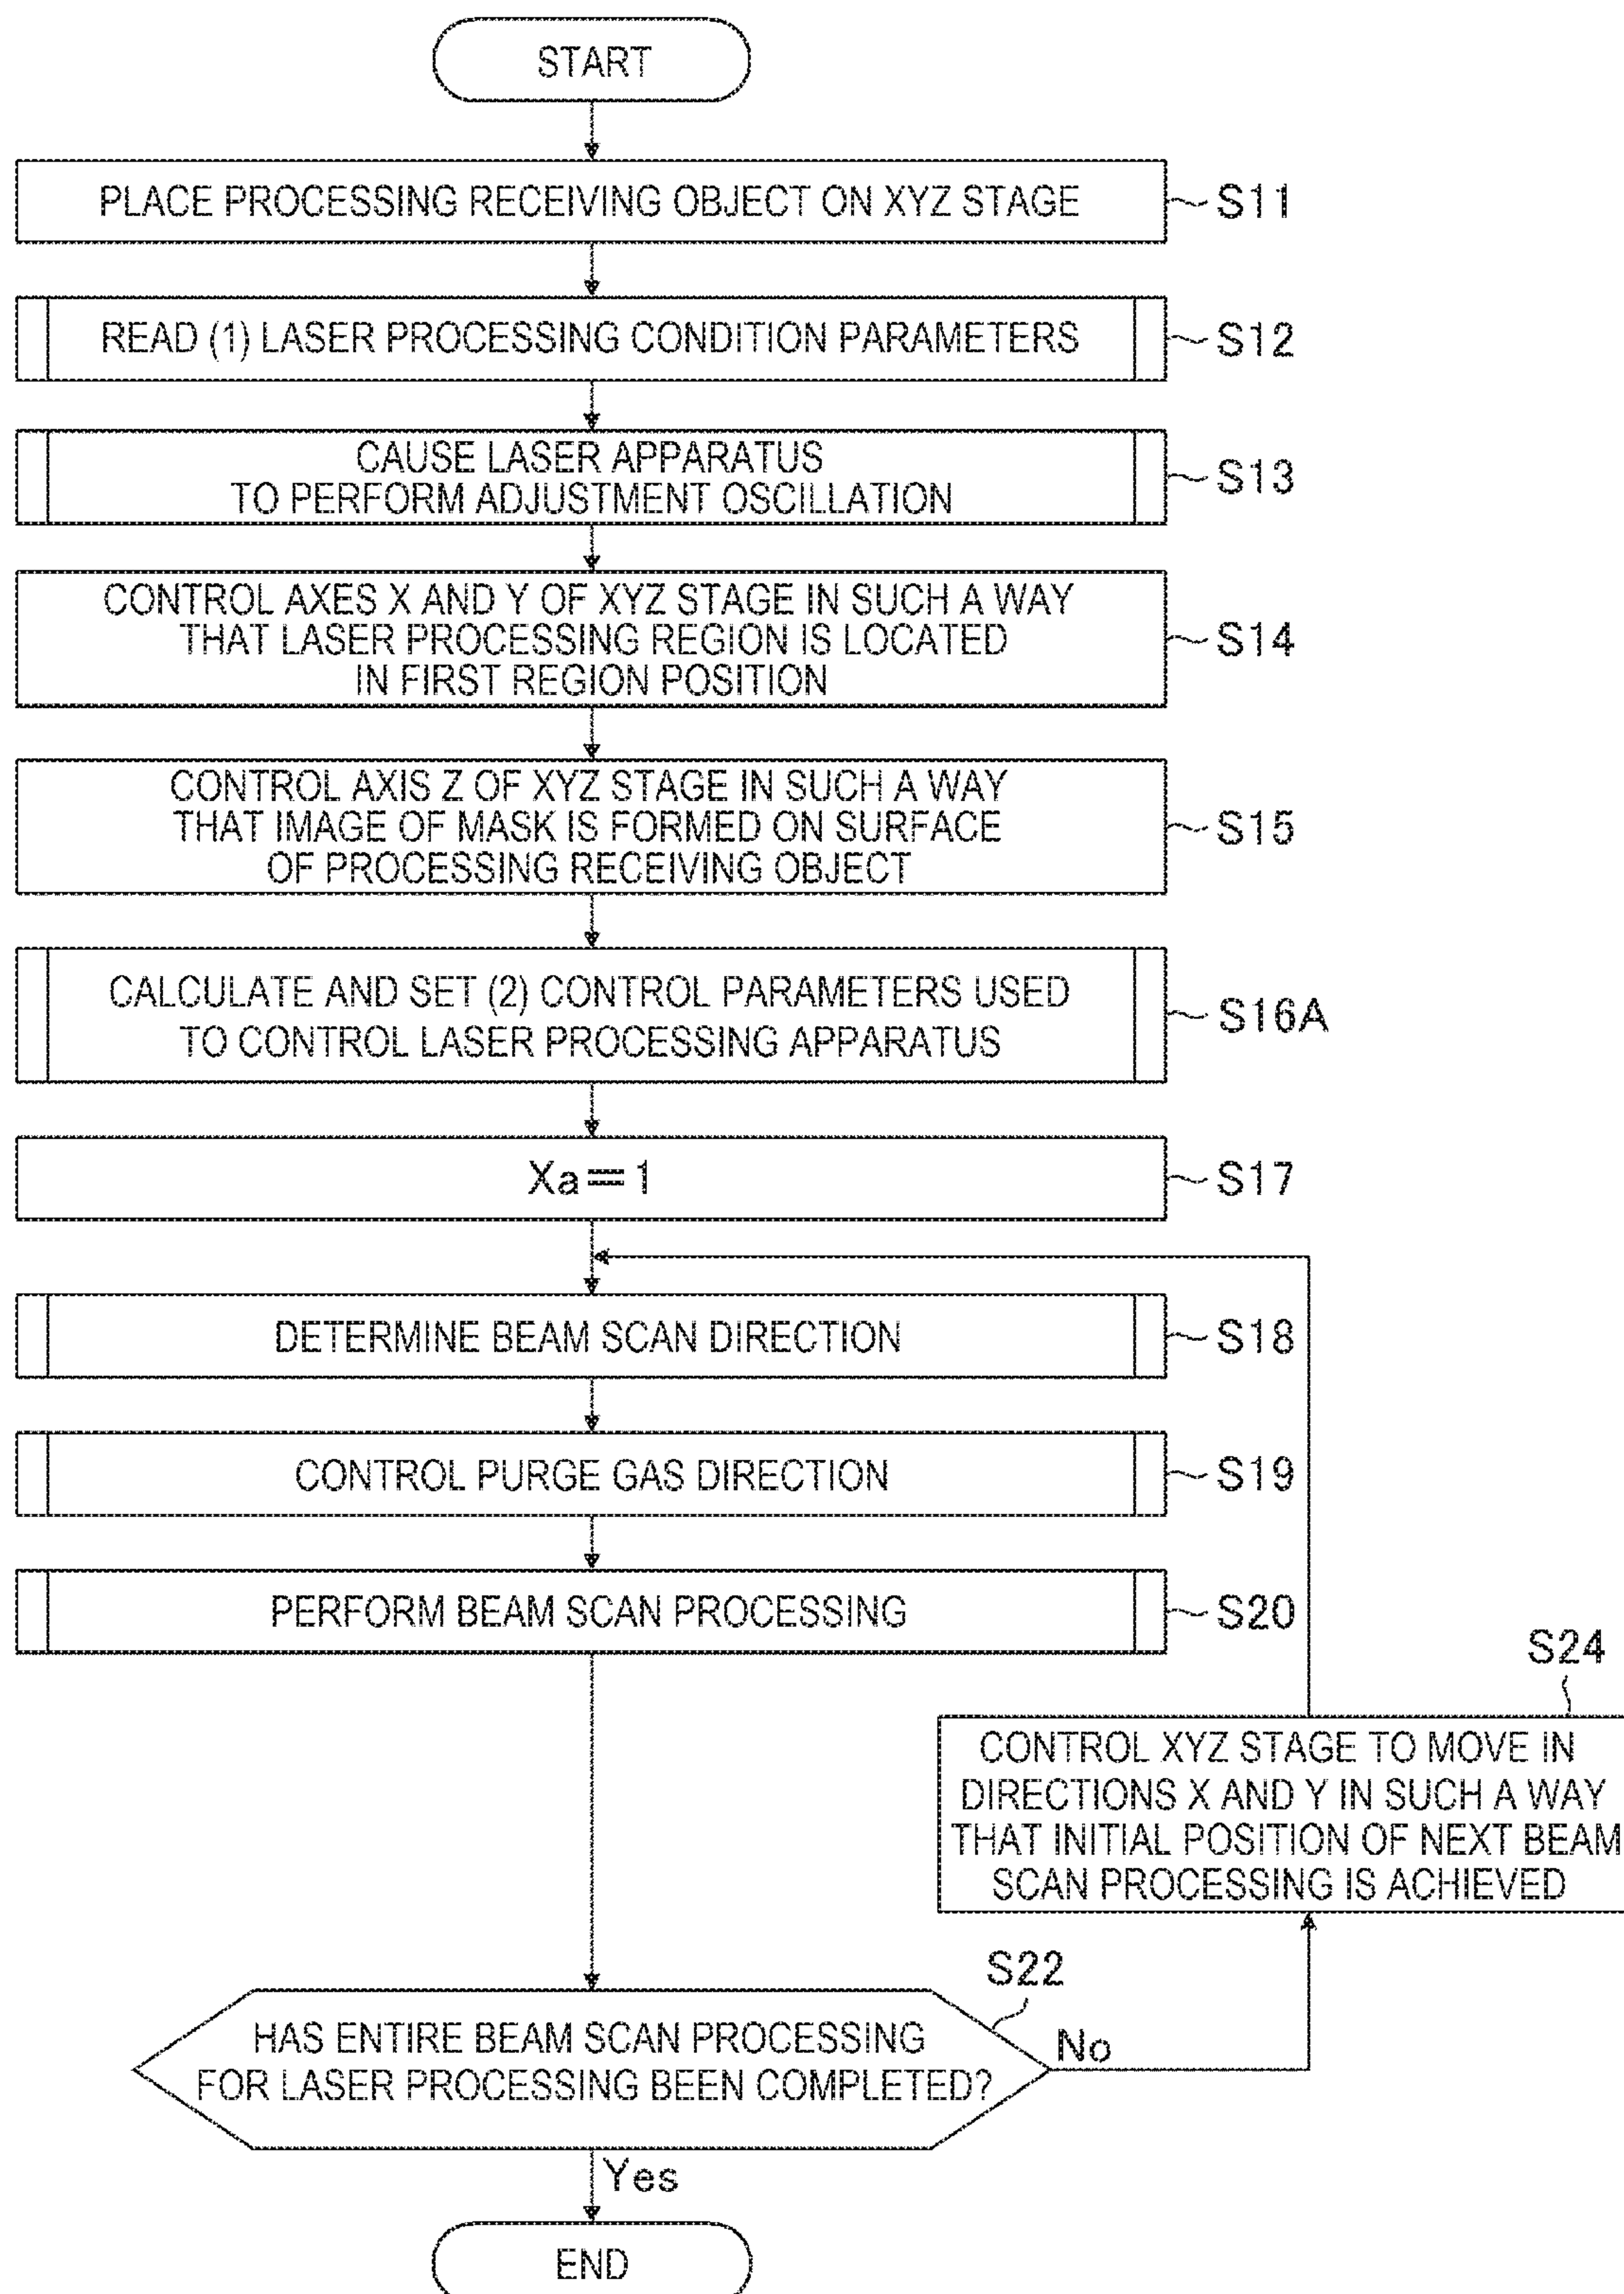 START
PLACE PROCESSING RECEIVING OBJECT ON XYZ STAGE
S11
READ (1) LASER PROCESSING CONDITION PARAMETERS
S12
CAUSE LASER APPARATUS
TO PERFORM ADJUSTMENT OSCILLATION
S13
CONTROL AXES X AND Y OF XYZ STAGE IN SUCH A WAY
THAT LASER PROCESSING REGION IS LOCATED
IN FIRST REGION POSITION
S14
CONTROL AXIS Z OF XYZ STAGE IN SUCH A WAY
THAT IMAGE OF MASK IS FORMED ON SURFACE
OF PROCESSING RECEIVING OBJECT
S15
CALCULATE AND SET (2) CONTROL PARAMETERS USED
TO CONTROL LASER PROCESSING APPARATUS
S16A
Xa=1
S17
DETERMINE BEAM SCAN DIRECTION
S18
CONTROL PURGE GAS DIRECTION
S19
PERFORM BEAM SCAN PROCESSING
S20
S24
CONTROL XYZ STAGE TO MOVE IN
DIRECTIONS X AND Y IN SUCH A WAY
THAT INITIAL POSITION OF NEXT BEAM
SCAN PROCESSING IS ACHIEVED
S22
HAS ENTIRE BEAM SCAN PROCESSING
FOR LASER PROCESSING BEEN COMPLETED?
No
Yes
END